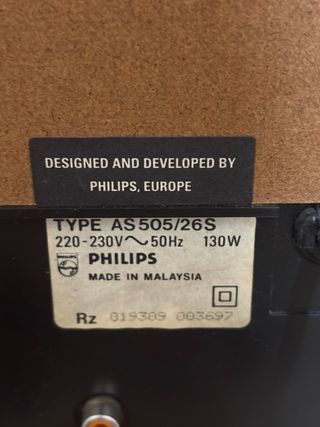 DESIGNED AND DEVELOPED BY
PHILIPS, EUROPE
TYPE AS505/26S
220-230V~50Hz 130W
PHILIPS
PHILIPS
MADE IN MALAYSIA
Rz 019309 003697